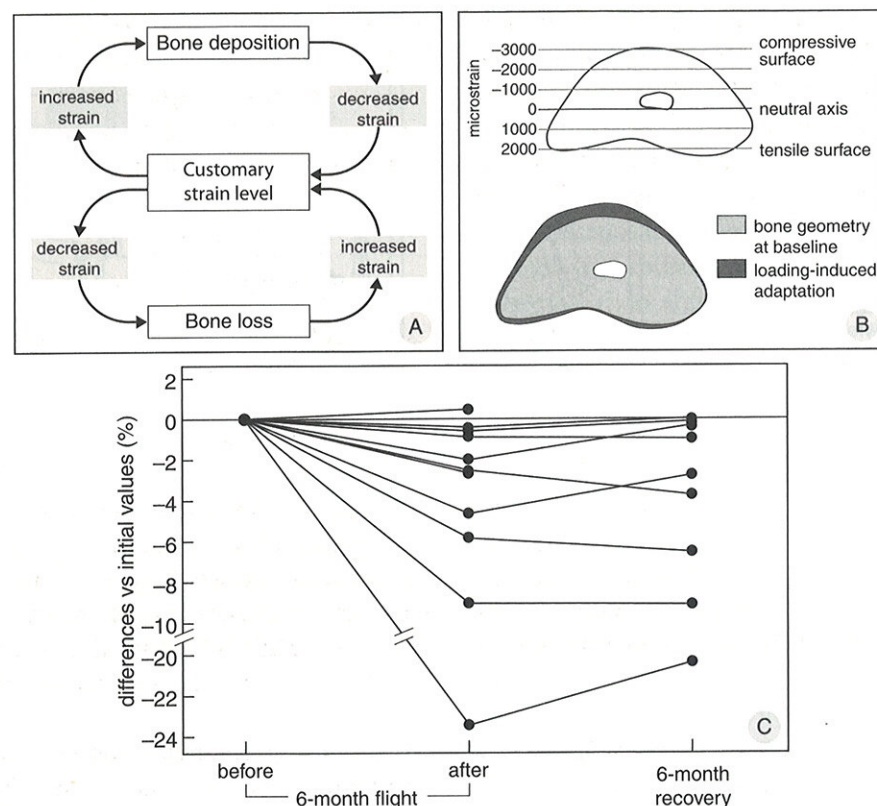 Bone deposition
increased
strain
decreased
strain
Customary
strain level
decreased
strain
increased
strain
Bone loss
A
microstrain
−3000
−2000
−1000
0
1000
2000
compressive
surface
neutral axis
tensile surface
bone geometry
at baseline
loading-induced
adaptation
B
differences vs initial values (%)
2
0
−2
−4
−6
−8
−10
−20
−22
−24
C
before
after
6-month
recovery
6-month flight